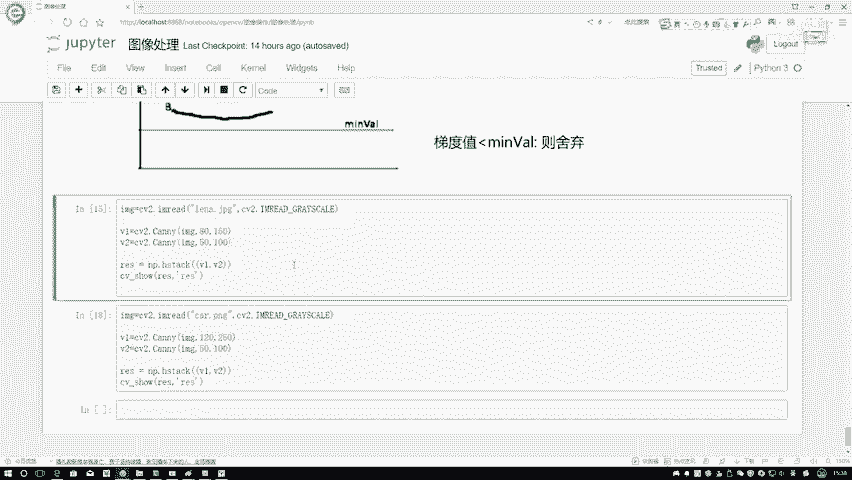 图像处理
http://localhost:8888/notebooks/opencv/图像操作/图像处理.ipynb
jupyter 图像处理 Last Checkpoint: 14 hours ago (autosaved)
Logout
File Edit View Insert Cell Kernel Widgets Help
Trusted Python 3
Code
B
minVal
梯度值<minVal: 则舍弃
In [15]: img=cv2.imread("lena.jpg",cv2.IMREAD_GRAYSCALE)
v1=cv2.Canny(img,80,150)
v2=cv2.Canny(img,50,100)
res = np.hstack((v1,v2))
cv_show(res,'res')
In [18]: img=cv2.imread("car.png",cv2.IMREAD_GRAYSCALE)
v1=cv2.Canny(img,120,250)
v2=cv2.Canny(img,50,100)
res = np.hstack((v1,v2))
cv_show(res,'res')
In [ ]:
150%
15:38